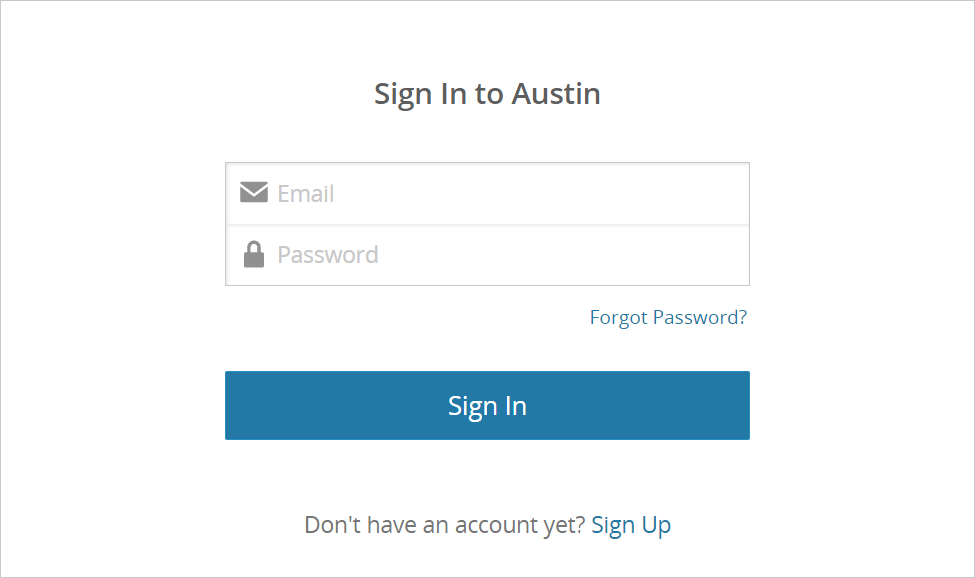 Sign In to Austin
Email
Password
Forgot Password?
Sign In
Don't have an account yet? Sign Up